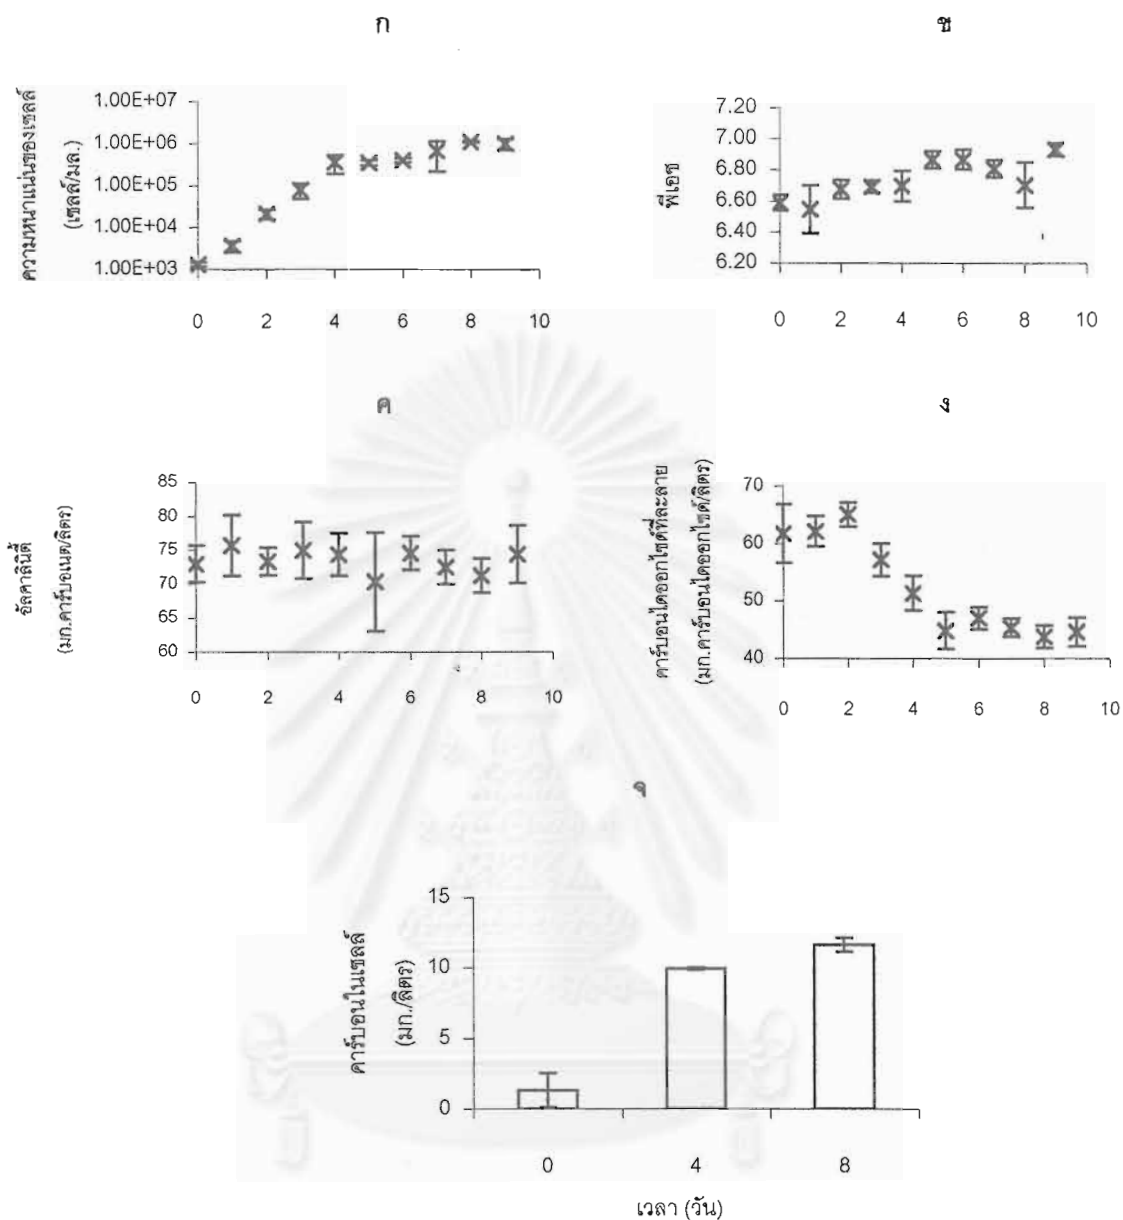 ก
ความหนาแน่นของเซลล์
(เซลล์/มล.)
1.00E+07
1.00E+06
1.00E+05
1.00E+04
1.00E+03
0 2 4 6 8 10
ข
พีเอช
7.20
7.00
6.80
6.60
6.40
6.20
0 2 4 6 8 10
ค
อัลคาลินิตี
(มก.คาร์บอเนต/ลิตร)
85
80
75
70
65
60
0 2 4 6 8 10
ง
คาร์บอนไดออกไซด์ที่ละลาย
(มก.คาร์บอนไดออกไซด์/ลิตร)
70
60
50
40
0 2 4 6 8 10
จ
คาร์บอนในเซลล์
(มก./ลิตร)
15
10
5
0
0 4 8
เวลา (วัน)